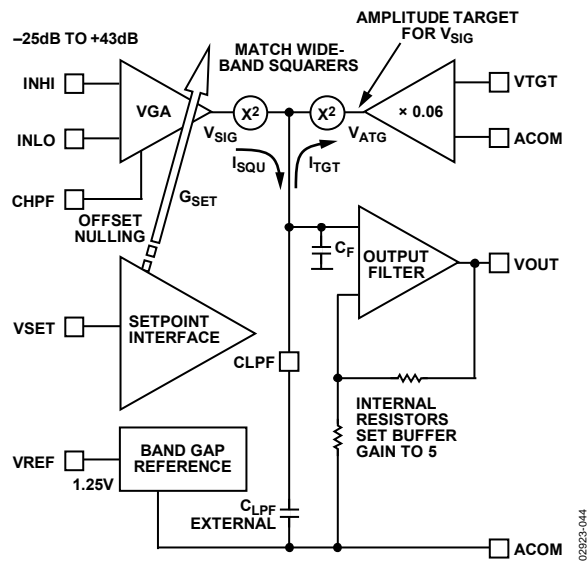 –25dB TO +43dB
AMPLITUDE TARGET
FOR VSIG
MATCH WIDE-
BAND SQUARERS
INHI
VGA
X2
X2
× 0.06
VTGT
INLO
VSIG
VATG
ACOM
ISQU
ITGT
CHPF
OFFSET
NULLING
GSET
CF
OUTPUT
FILTER
VOUT
VSET
SETPOINT
INTERFACE
CLPF
INTERNAL
RESISTORS
SET BUFFER
GAIN TO 5
VREF
1.25V
BAND GAP
REFERENCE
CLPF
EXTERNAL
ACOM
02923-044